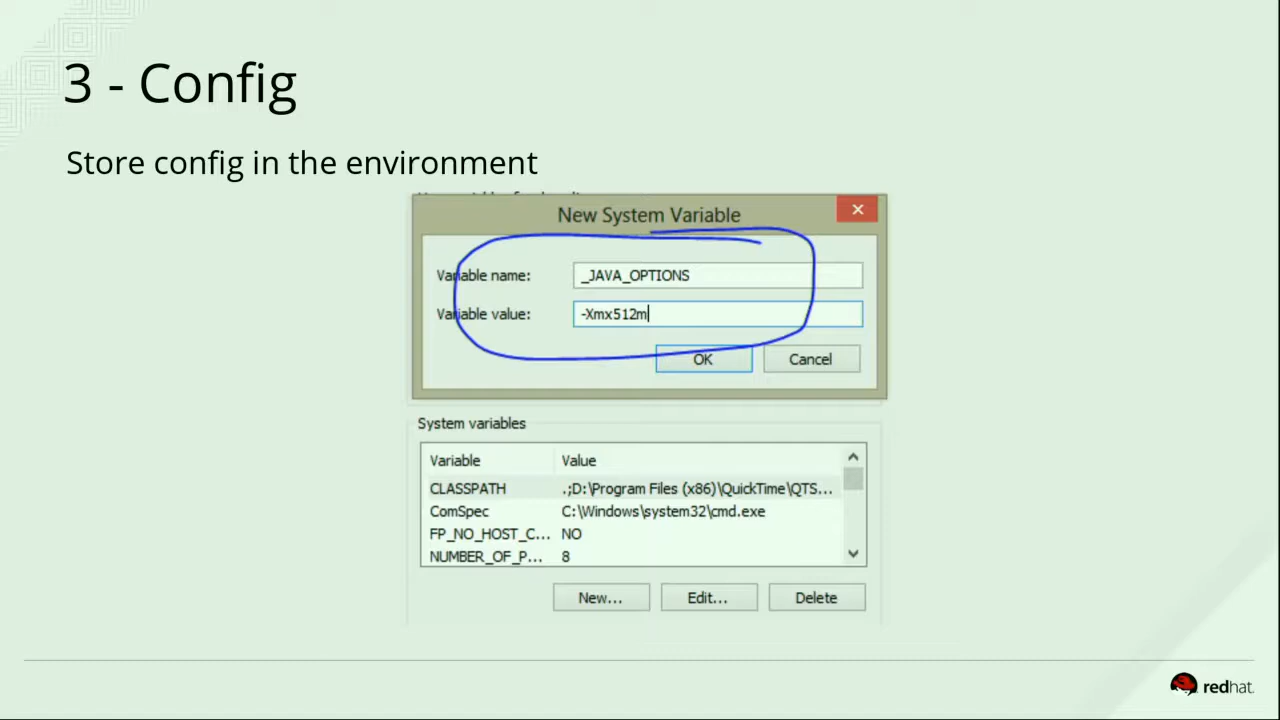 3 - Config
Store config in the environment
New System Variable
Variable name: _JAVA_OPTIONS
Variable value: -Xmx512m
OK Cancel
System variables
Variable Value
CLASSPATH .;D:\Program Files (x86)\QuickTime\QTS...
ComSpec C:\Windows\system32\cmd.exe
FP_NO_HOST_C... NO
NUMBER_OF_P... 8
New... Edit... Delete
redhat.